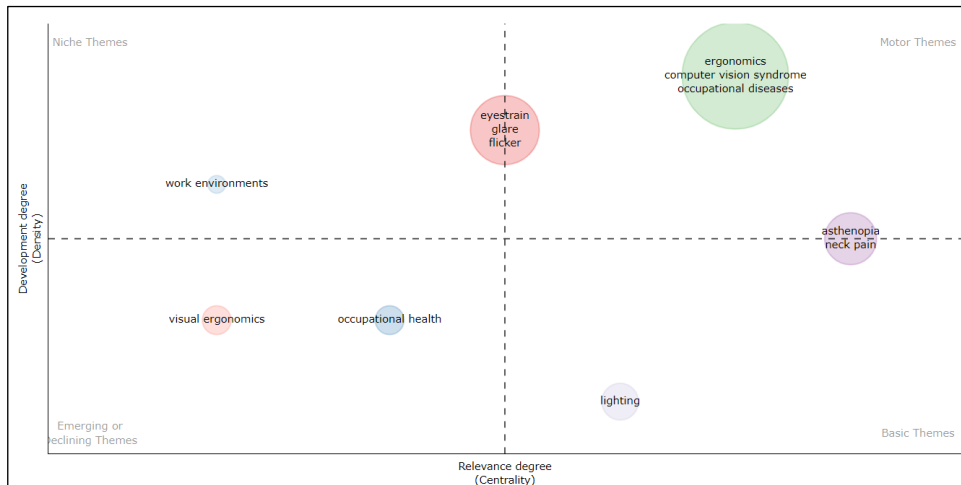 Niche Themes
Motor Themes
ergonomics
computer vision syndrome
occupational diseases
eyestrain
glare
flicker
work environments
Development degree
(Density)
asthenopia
neck pain
visual ergonomics
occupational health
lighting
Emerging or
Declining Themes
Basic Themes
Relevance degree
(Centrality)